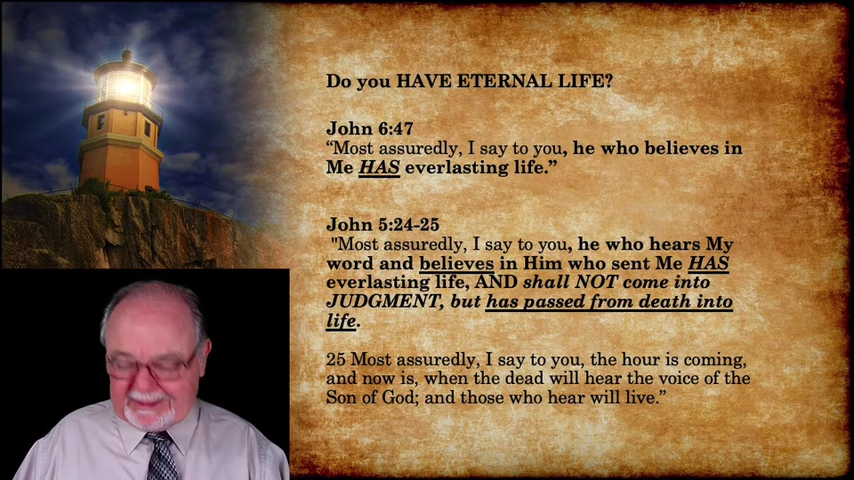 Do you HAVE ETERNAL LIFE?
John 6:47
“Most assuredly, I say to you, he who believes in
Me HAS everlasting life.”
John 5:24-25
"Most assuredly, I say to you, he who hears My
word and believes in Him who sent Me HAS
everlasting life, AND shall NOT come into
JUDGMENT, but has passed from death into
life.
25 Most assuredly, I say to you, the hour is coming,
and now is, when the dead will hear the voice of the
Son of God; and those who hear will live.”